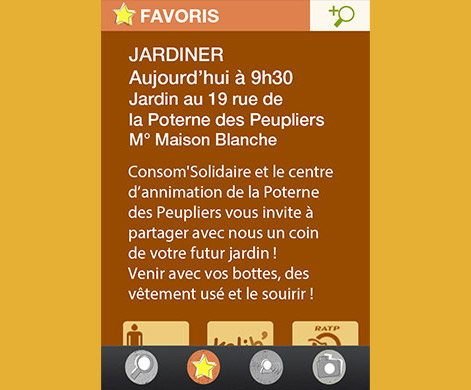 FAVORIS
JARDINER
Aujourd'hui à 9h30
Jardin au 19 rue de
la Poterne des Peupliers
M° Maison Blanche
Consom'Solidaire et le centre
d'annimation de la Poterne
des Peupliers vous invite à
partager avec nous un coin
de votre futur jardin !
Venir avec vos bottes, des
vêtement usé et le sourir !
RATP